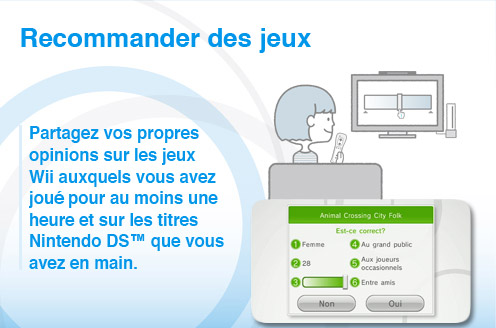 Recommander des jeux
Partagez vos propres
opinions sur les jeux
Wii auxquels vous avez
joué pour au moins une
heure et sur les titres
Nintendo DS™ que vous
avez en main.
Animal Crossing City Folk
Est-ce correct?
1 Femme
4 Au grand public
2 28
5 Aux joueurs
occasionnels
3
6 Entre amis
Non
Oui